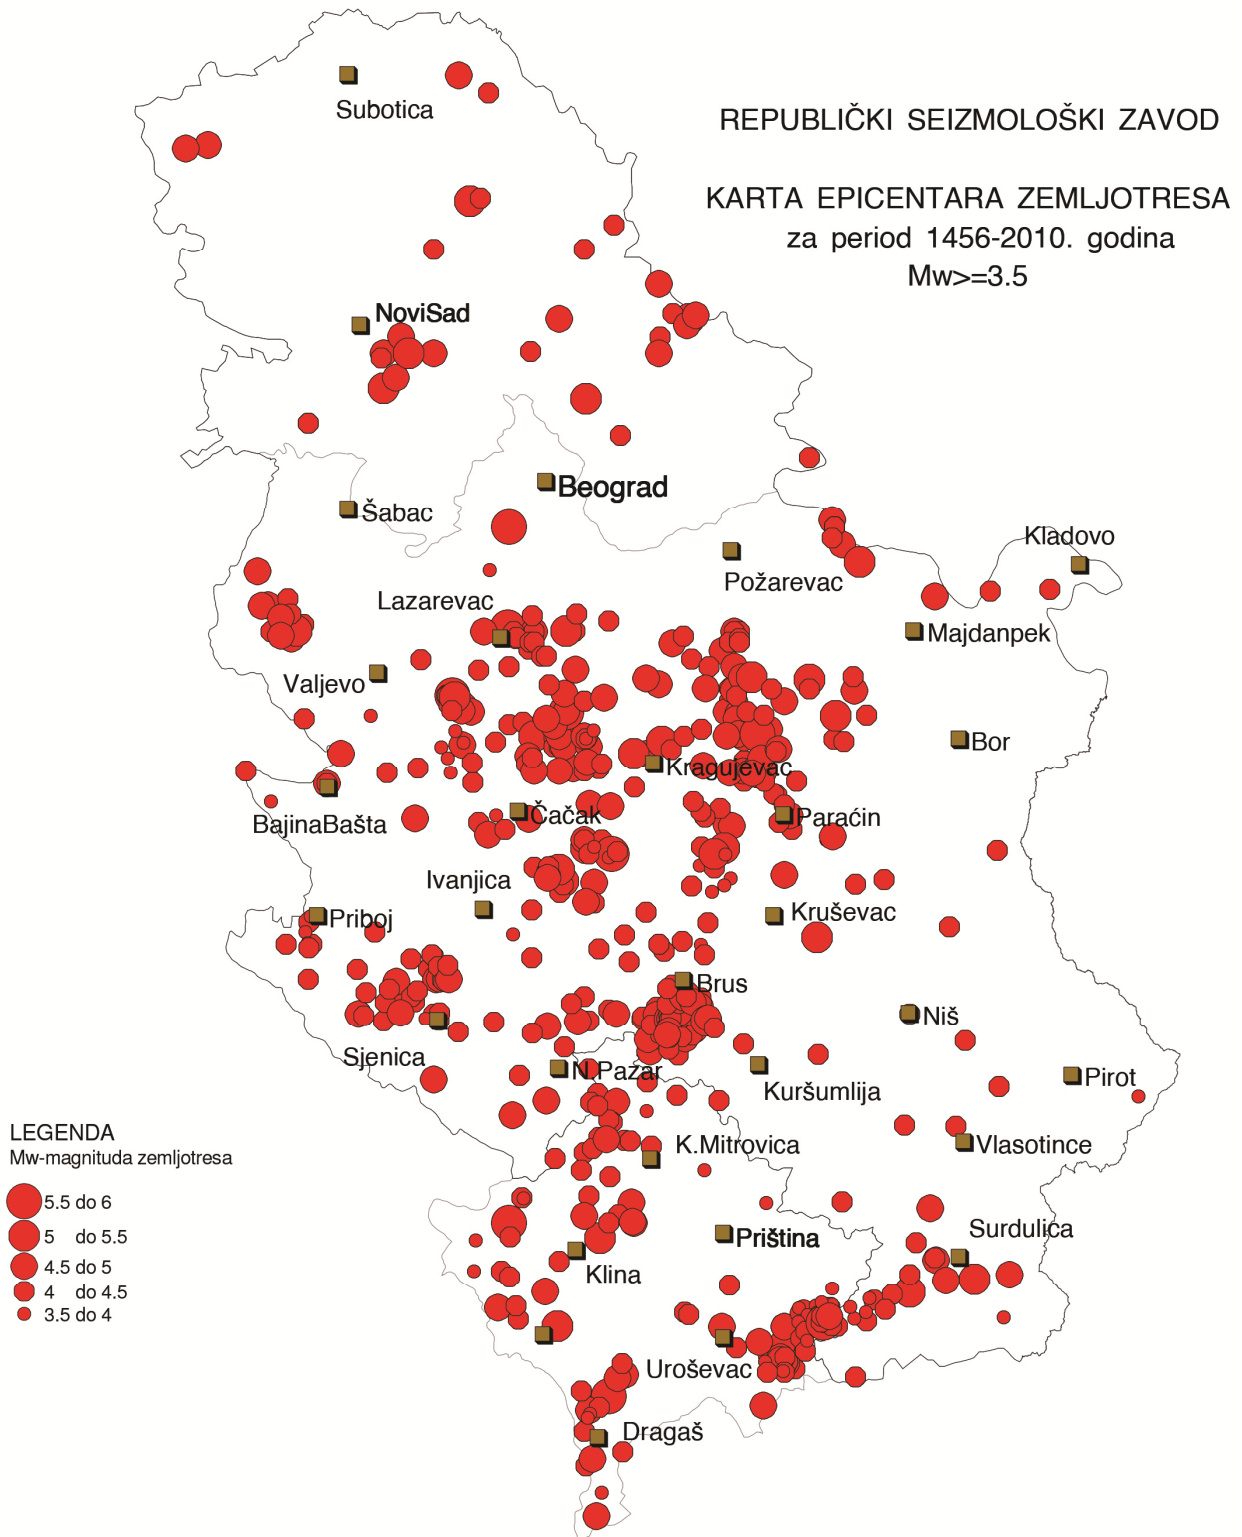 REPUBLIČKI SEIZMOLOŠKI ZAVOD
KARTA EPICENTARA ZEMLJOTRESA
za period 1456-2010. godina
Mw>=3.5
Subotica
NoviSad
Beograd
Šabac
Kladovo
Požarevac
Lazarevac
Majdanpek
Valjevo
Bor
Kragujevac
BajinaBašta
Čačak
Paraćin
Ivanjica
Priboj
Kruševac
Brus
Niš
Sjenica
N.Pazar
Kuršumlija
Pirot
K.Mitrovica
Vlasotince
Priština
Surdulica
Klina
Uroševac
Dragaš
LEGENDA
Mw-magnituda zemljotresa
5.5 do 6
5 do 5.5
4.5 do 5
4 do 4.5
3.5 do 4